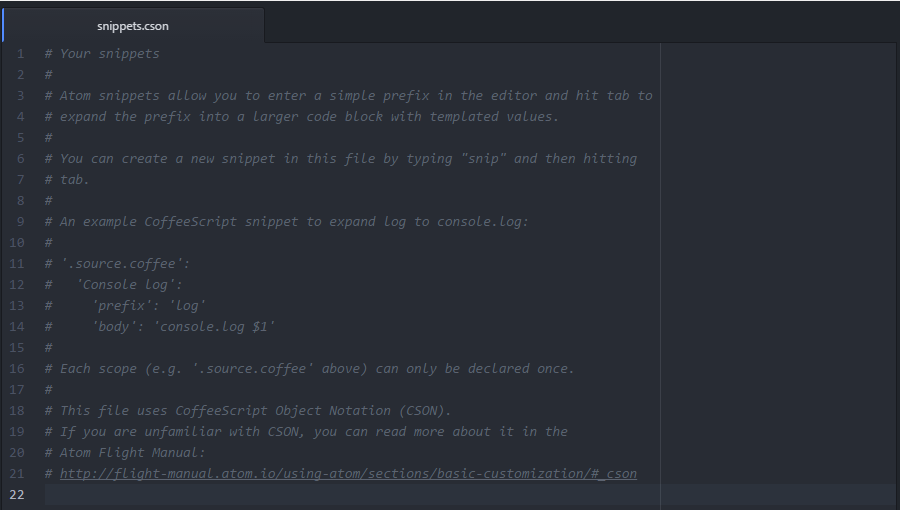 snippets.cson
1 # Your snippets
2 #
3 # Atom snippets allow you to enter a simple prefix in the editor and hit tab to
4 # expand the prefix into a larger code block with templated values.
5 #
6 # You can create a new snippet in this file by typing "snip" and then hitting
7 # tab.
8 #
9 # An example CoffeeScript snippet to expand log to console.log:
10 #
11 # '.source.coffee':
12 #   'Console log':
13 #     'prefix': 'log'
14 #     'body': 'console.log $1'
15 #
16 # Each scope (e.g. '.source.coffee' above) can only be declared once.
17 #
18 # This file uses CoffeeScript Object Notation (CSON).
19 # If you are unfamiliar with CSON, you can read more about it in the
20 # Atom Flight Manual:
21 # http://flight-manual.atom.io/using-atom/sections/basic-customization/#_cson
22